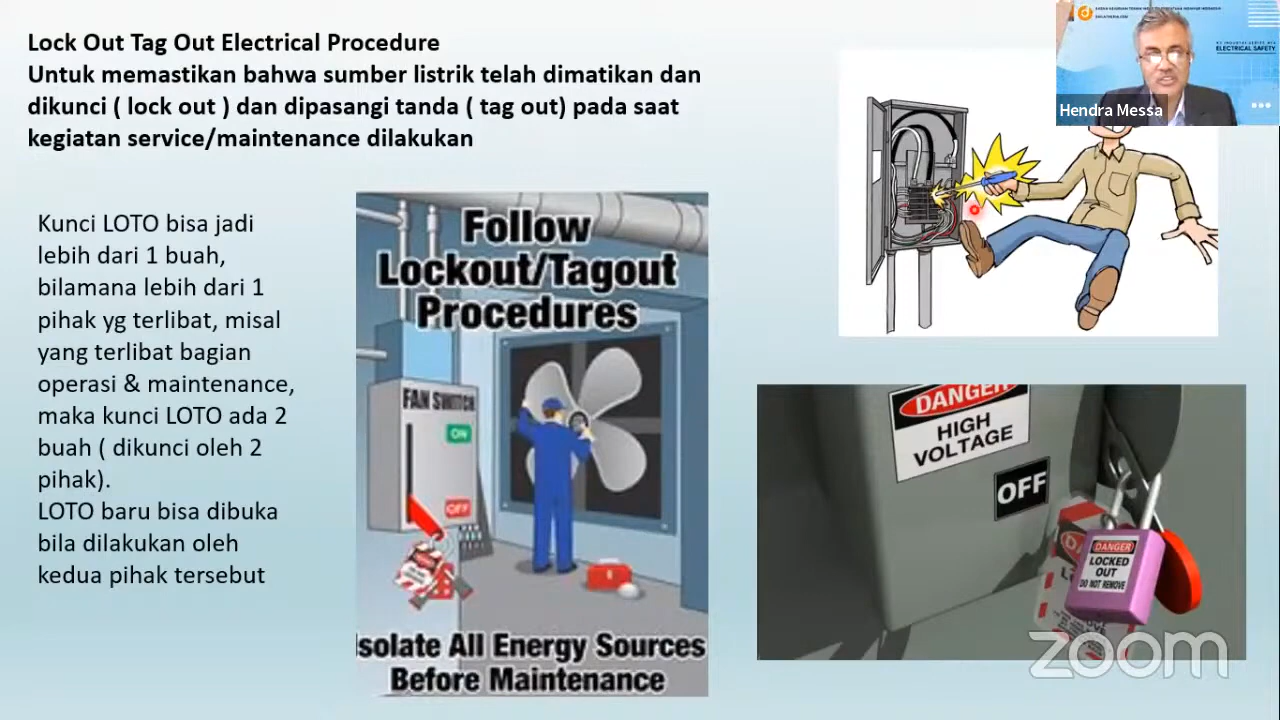 Lock Out Tag Out Electrical Procedure
Untuk memastikan bahwa sumber listrik telah dimatikan dan
dikunci ( lock out ) dan dipasangi tanda ( tag out) pada saat
kegiatan service/maintenance dilakukan
Kunci LOTO bisa jadi
lebih dari 1 buah,
bilamana lebih dari 1
pihak yg terlibat, misal
yang terlibat bagian
operasi & maintenance,
maka kunci LOTO ada 2
buah ( dikunci oleh 2
pihak).
LOTO baru bisa dibuka
bila dilakukan oleh
kedua pihak tersebut
Follow
Lockout/Tagout
Procedures
FAN SWITCH
ON
OFF
Isolate All Energy Sources
Before Maintenance
ELECTRICAL SAFETY
Hendra Messa
DANGER
HIGH
VOLTAGE
OFF
DANGER
LOCKED
OUT
DO NOT REMOVE
zoom